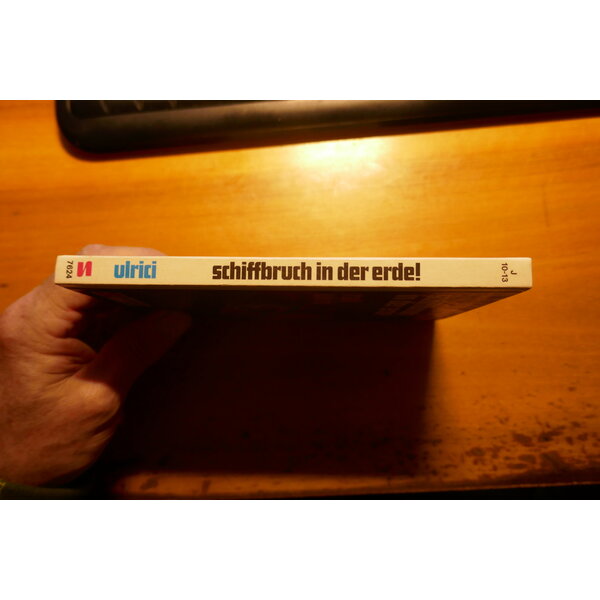 7624
ulrici
schiffbruch in der erde!
J
10-13